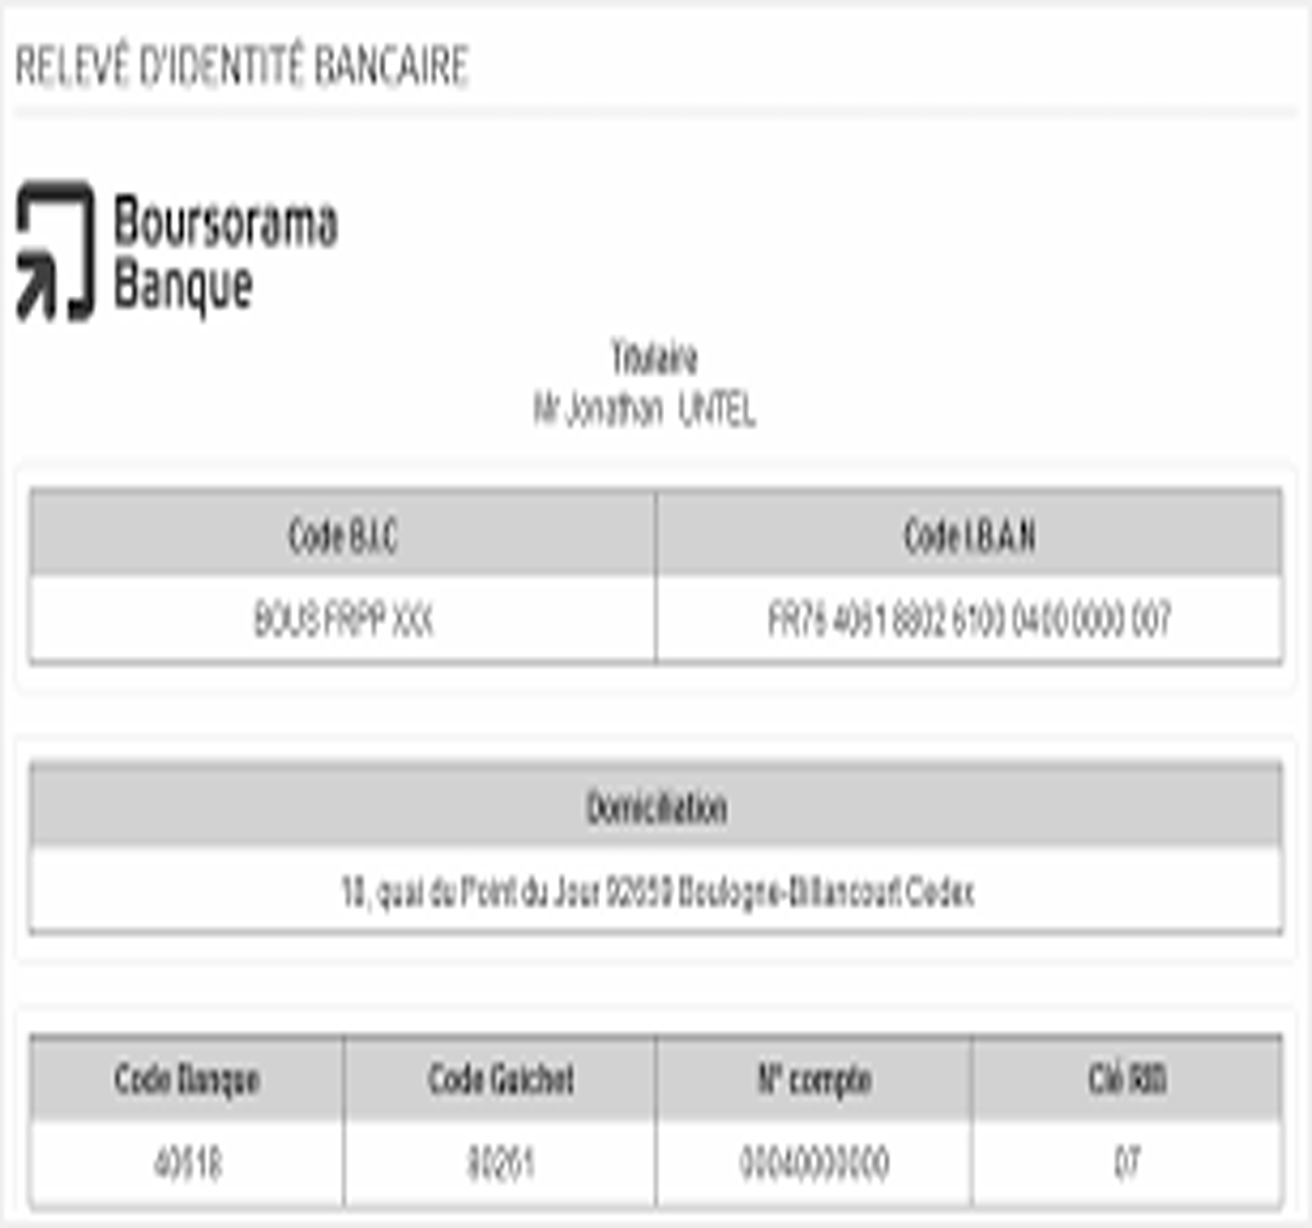 RELEVÉ D'IDENTITÉ BANCAIRE
Boursorama
Banque
Titulaire
Mr Jonathan UNTEL
Code B.I.C
Code I.B.A.N
BOUS FRPP XXX
FR76 4061 8802 6100 0400 0000 007
Domiciliation
18, quai du Point du Jour 92659 Boulogne-Billancourt Cedex
Code Banque
Code Guichet
N° compte
Clé RIB
40618
80261
00040000000
07